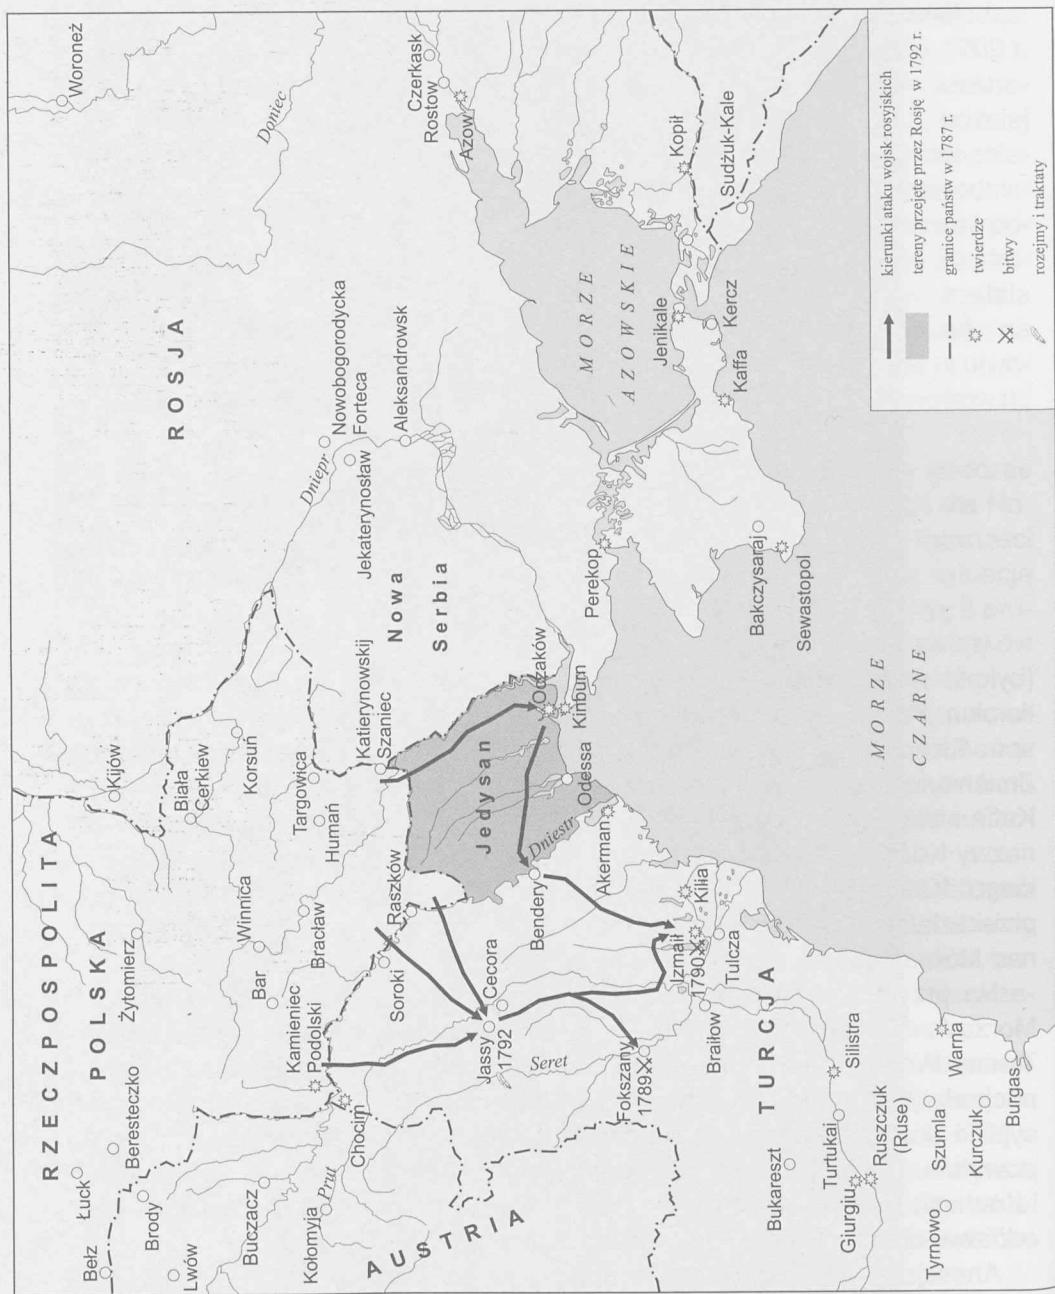 RZECZPOSPOLITA
POLSKA
ROSJA
Nowa
Serbia
Jedysan
TURCJA
AUSTRIA
MORZE
AZOWSKIE
MORZE
CZARNE
Bełz
Łuck
Beresteczko
Brody
Lwów
Buczacz
Kołomyja
Prut
Chocim
Kamieniec
Podolski
Żytomierz
Bar
Winnica
Bracław
Kijów
Biała
Cerkiew
Korsuń
Targowica
Humań
Katierynowskij
Szaniec
Raszków
Soroki
Cecora
Jassy
1792
Seret
Fokszany
1789
Bendery
Dniestr
Akerman
Odessa
Oczaków
Kinburn
Izmaił
1790
Kilia
Tulcza
Braiłow
Bukareszt
Silistra
Turtukai
Giurgiu
Ruszczuk
(Ruse)
Tyrnowo
Szumla
Kurczuk
Warna
Burgas
Dniepr
Nowobogorodycka
Forteca
Jekaterynosław
Aleksandrowsk
Doniec
Woroneż
Czerkask
Rostow
Azow
Perekop
Bakczysaraj
Sewastopol
Kaffa
Kercz
Jenikale
Kopił
Sudżuk-Kale
kierunki ataku wojsk rosyjskich
tereny przejęte przez Rosję w 1792 r.
granice państw w 1787 r.
twierdze
bitwy
rozejmy i traktaty